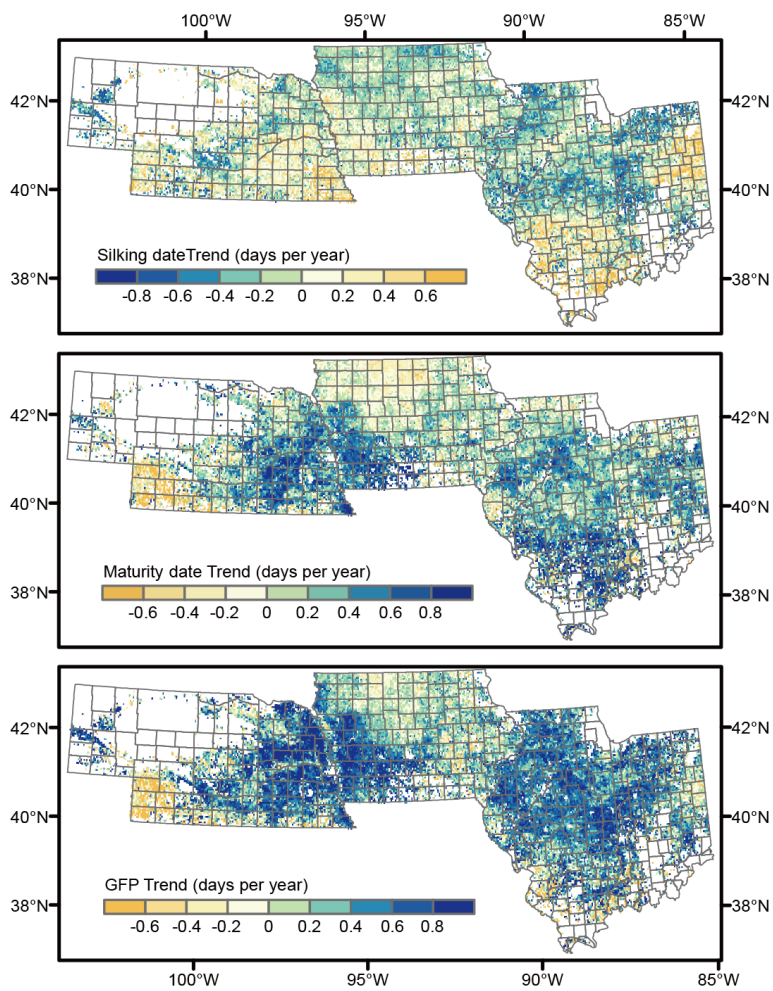 100°W 95°W 90°W 85°W
42°N 42°N
40°N 40°N
38°N 38°N
Silking dateTrend (days per year)
-0.8 -0.6 -0.4 -0.2 0 0.2 0.4 0.6
42°N 42°N
40°N 40°N
38°N 38°N
Maturity date Trend (days per year)
-0.6 -0.4 -0.2 0 0.2 0.4 0.6 0.8
42°N 42°N
40°N 40°N
38°N 38°N
GFP Trend (days per year)
-0.6 -0.4 -0.2 0 0.2 0.4 0.6 0.8
100°W 95°W 90°W 85°W